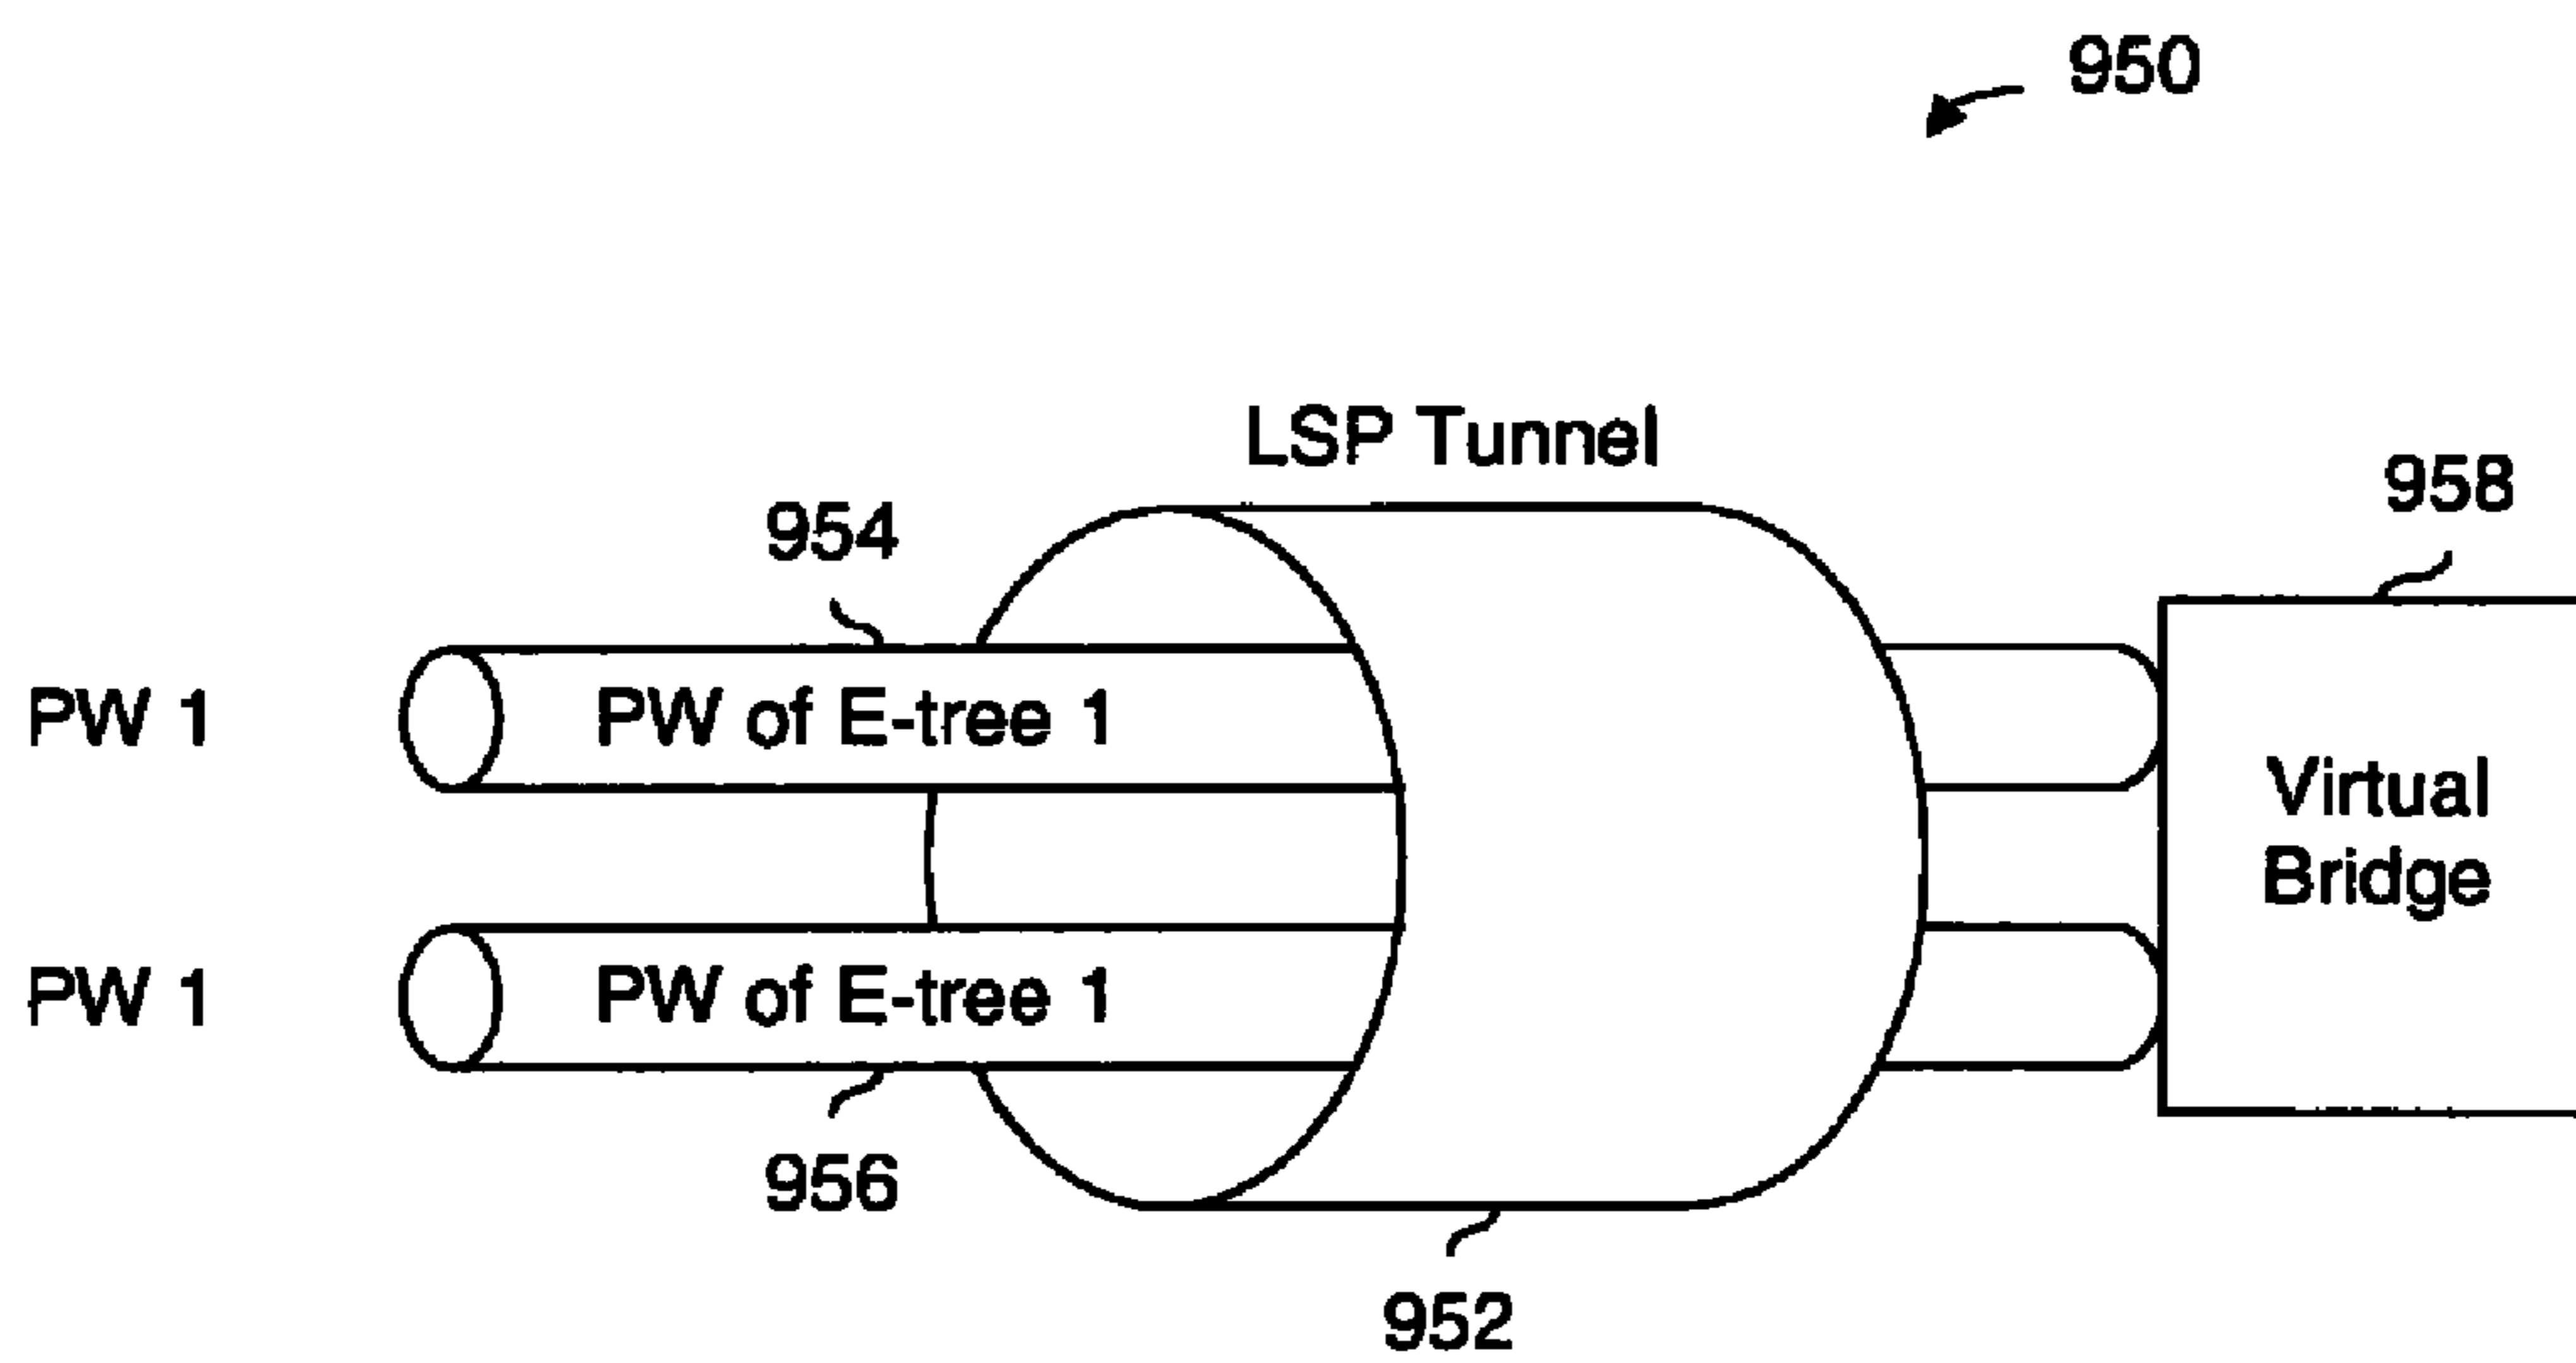 950
LSP Tunnel
958
954
PW 1
PW of E-tree 1
Virtual
Bridge
PW 1
PW of E-tree 1
956
952